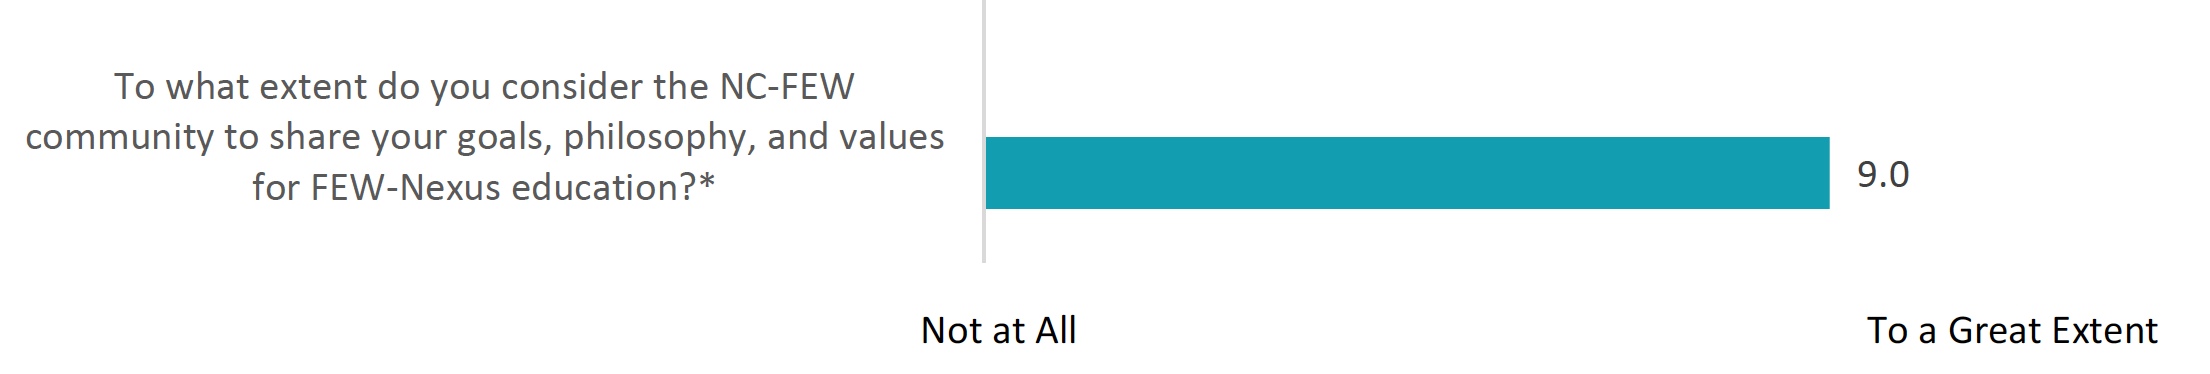 To what extent do you consider the NC-FEW
community to share your goals, philosophy, and values
for FEW-Nexus education?*
9.0
Not at All
To a Great Extent